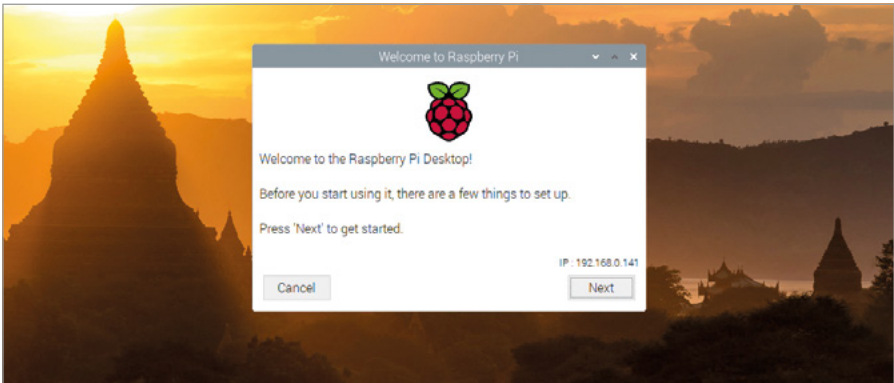 Welcome to Raspberry Pi
Welcome to the Raspberry Pi Desktop!
Before you start using it, there are a few things to set up.
Press 'Next' to get started.
IP : 192.168.0.141
Cancel
Next